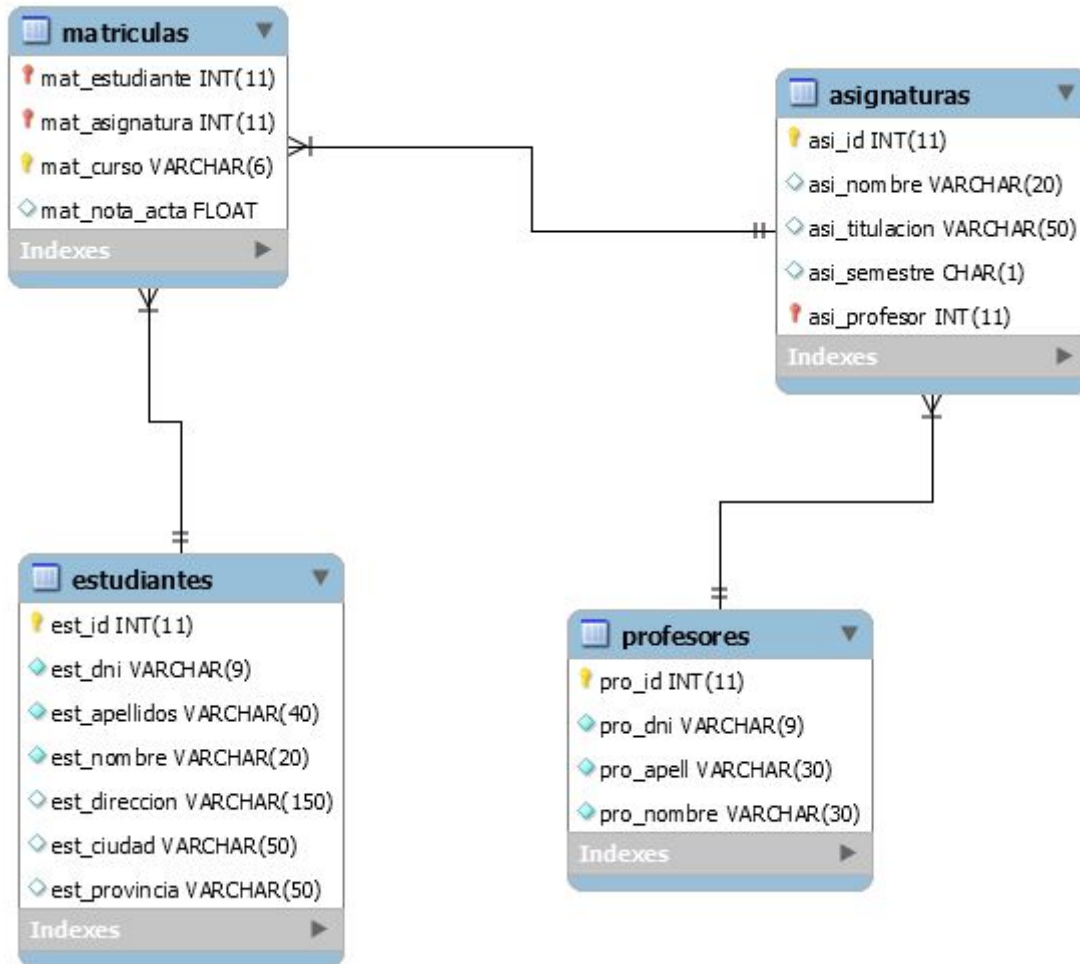 matriculas
mat_estudiante INT(11)
mat_asignatura INT(11)
mat_curso VARCHAR(6)
mat_nota_acta FLOAT
Indexes
asignaturas
asi_id INT(11)
asi_nombre VARCHAR(20)
asi_titulacion VARCHAR(50)
asi_semestre CHAR(1)
asi_profesor INT(11)
Indexes
estudiantes
est_id INT(11)
est_dni VARCHAR(9)
est_apellidos VARCHAR(40)
est_nombre VARCHAR(20)
est_direccion VARCHAR(150)
est_ciudad VARCHAR(50)
est_provincia VARCHAR(50)
Indexes
profesores
pro_id INT(11)
pro_dni VARCHAR(9)
pro_apell VARCHAR(30)
pro_nombre VARCHAR(30)
Indexes